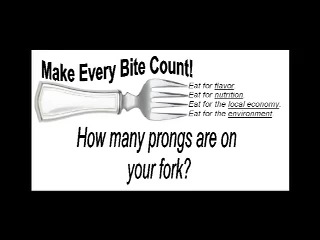 Make Every Bite Count!
Eat for flavor
Eat for nutrition
Eat for the local economy.
Eat for the environment
How many prongs are on
your fork?